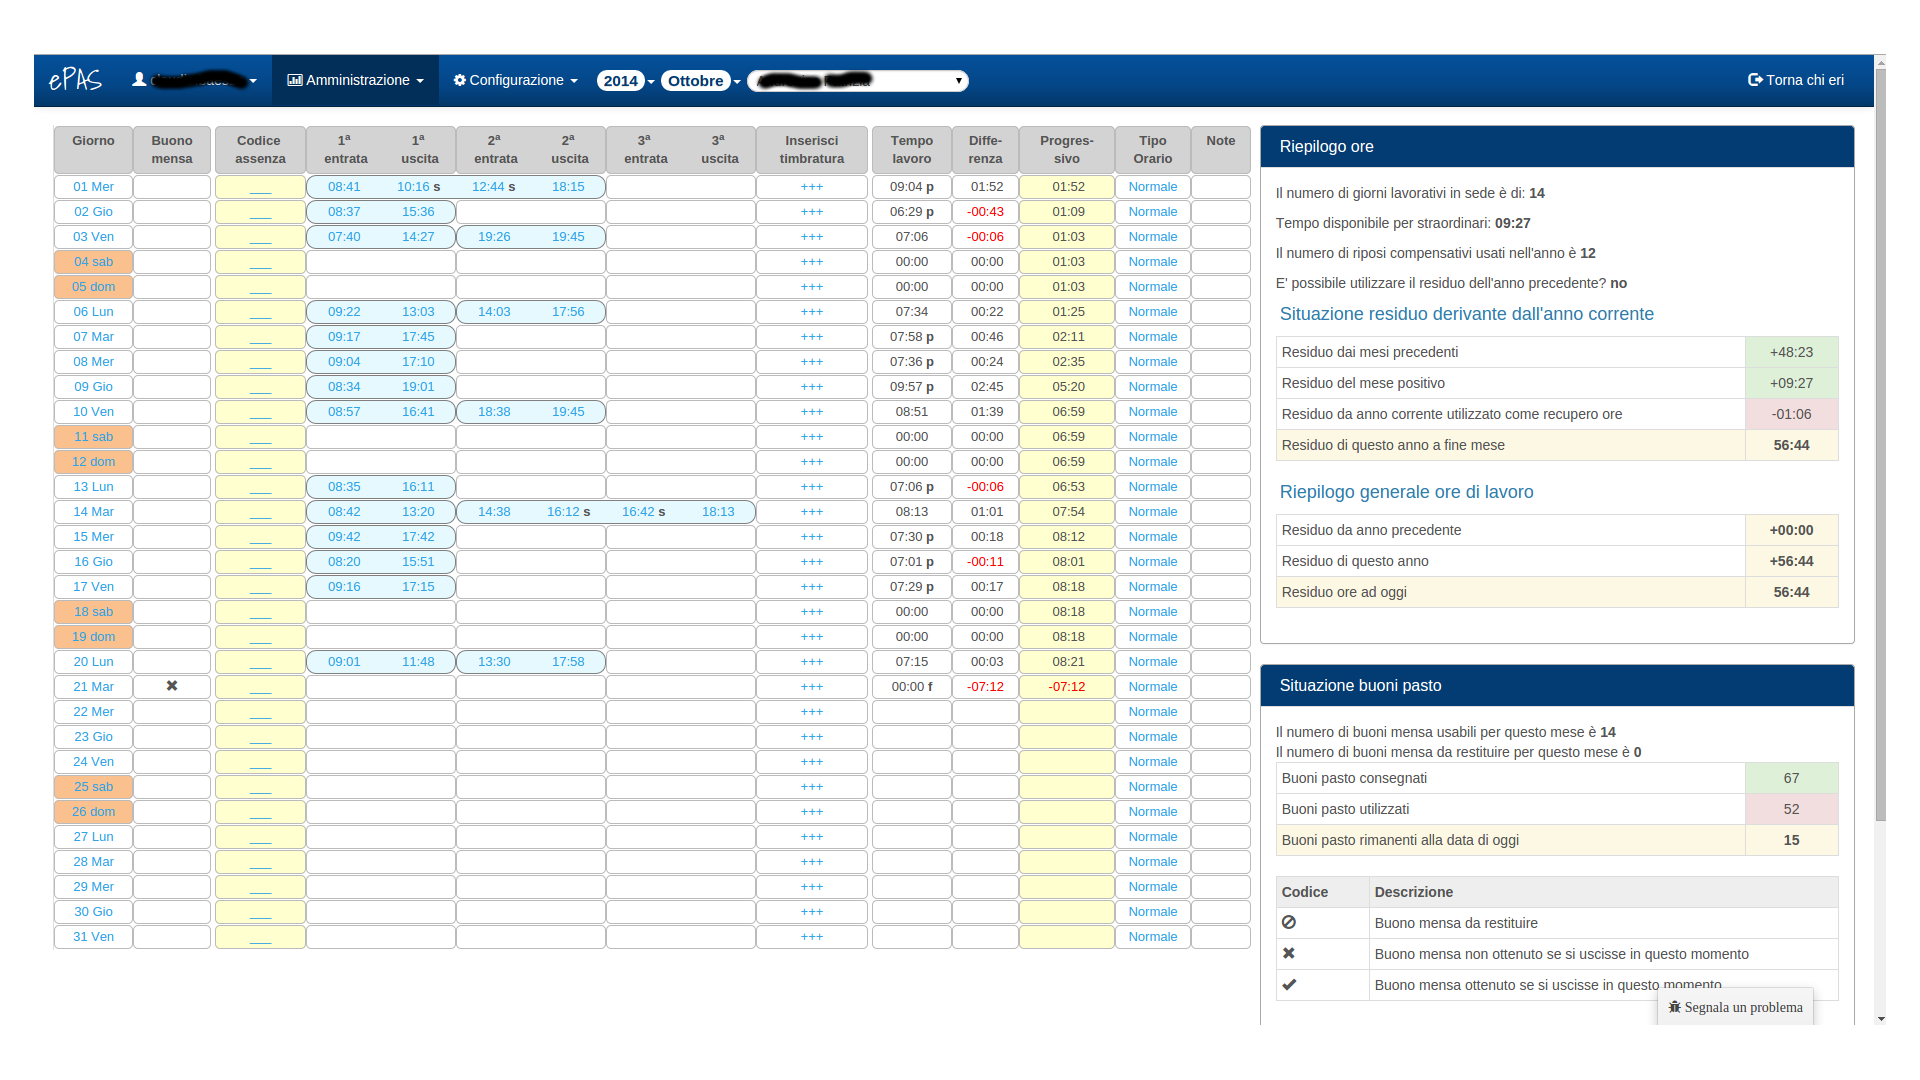 ePAS Amministrazione Configurazione 2014 Ottobre Torna chi eri
Giorno Buono mensa Codice assenza 1ª entrata 1ª uscita 2ª entrata 2ª uscita 3ª entrata 3ª uscita Inserisci timbratura Tempo lavoro Diffe-renza Progres-sivo Tipo Orario Note
01 Mer ___ 08:41 10:16 s 12:44 s 18:15 +++ 09:04 p 01:52 01:52 Normale
02 Gio ___ 08:37 15:36 +++ 06:29 p -00:43 01:09 Normale
03 Ven ___ 07:40 14:27 19:26 19:45 +++ 07:06 -00:06 01:03 Normale
04 sab ___ +++ 00:00 00:00 01:03 Normale
05 dom ___ +++ 00:00 00:00 01:03 Normale
06 Lun ___ 09:22 13:03 14:03 17:56 +++ 07:34 00:22 01:25 Normale
07 Mar ___ 09:17 17:45 +++ 07:58 p 00:46 02:11 Normale
08 Mer ___ 09:04 17:10 +++ 07:36 p 00:24 02:35 Normale
09 Gio ___ 08:34 19:01 +++ 09:57 p 02:45 05:20 Normale
10 Ven ___ 08:57 16:41 18:38 19:45 +++ 08:51 01:39 06:59 Normale
11 sab ___ +++ 00:00 00:00 06:59 Normale
12 dom ___ +++ 00:00 00:00 06:59 Normale
13 Lun ___ 08:35 16:11 +++ 07:06 p -00:06 06:53 Normale
14 Mar ___ 08:42 13:20 14:38 16:12 s 16:42 s 18:13 +++ 08:13 01:01 07:54 Normale
15 Mer ___ 09:42 17:42 +++ 07:30 p 00:18 08:12 Normale
16 Gio ___ 08:20 15:51 +++ 07:01 p -00:11 08:01 Normale
17 Ven ___ 09:16 17:15 +++ 07:29 p 00:17 08:18 Normale
18 sab ___ +++ 00:00 00:00 08:18 Normale
19 dom ___ +++ 00:00 00:00 08:18 Normale
20 Lun ___ 09:01 11:48 13:30 17:58 +++ 07:15 00:03 08:21 Normale
21 Mar ✖ ___ +++ 00:00 f -07:12 -07:12 Normale
22 Mer ___ +++ Normale
23 Gio ___ +++ Normale
24 Ven ___ +++ Normale
25 sab ___ +++ Normale
26 dom ___ +++ Normale
27 Lun ___ +++ Normale
28 Mar ___ +++ Normale
29 Mer ___ +++ Normale
30 Gio ___ +++ Normale
31 Ven ___ +++ Normale
Riepilogo ore
Il numero di giorni lavorativi in sede è di: 14
Tempo disponibile per straordinari: 09:27
Il numero di riposi compensativi usati nell'anno è 12
E' possibile utilizzare il residuo dell'anno precedente? no
Situazione residuo derivante dall'anno corrente
Residuo dai mesi precedenti +48:23
Residuo del mese positivo +09:27
Residuo da anno corrente utilizzato come recupero ore -01:06
Residuo di questo anno a fine mese 56:44
Riepilogo generale ore di lavoro
Residuo da anno precedente +00:00
Residuo di questo anno +56:44
Residuo ore ad oggi 56:44
Situazione buoni pasto
Il numero di buoni mensa usabili per questo mese è 14
Il numero di buoni mensa da restituire per questo mese è 0
Buoni pasto consegnati 67
Buoni pasto utilizzati 52
Buoni pasto rimanenti alla data di oggi 15
Codice Descrizione
Buono mensa da restituire
✖ Buono mensa non ottenuto se si uscisse in questo momento
✔ Buono mensa ottenuto se si uscisse in questo momento
Segnala un problema